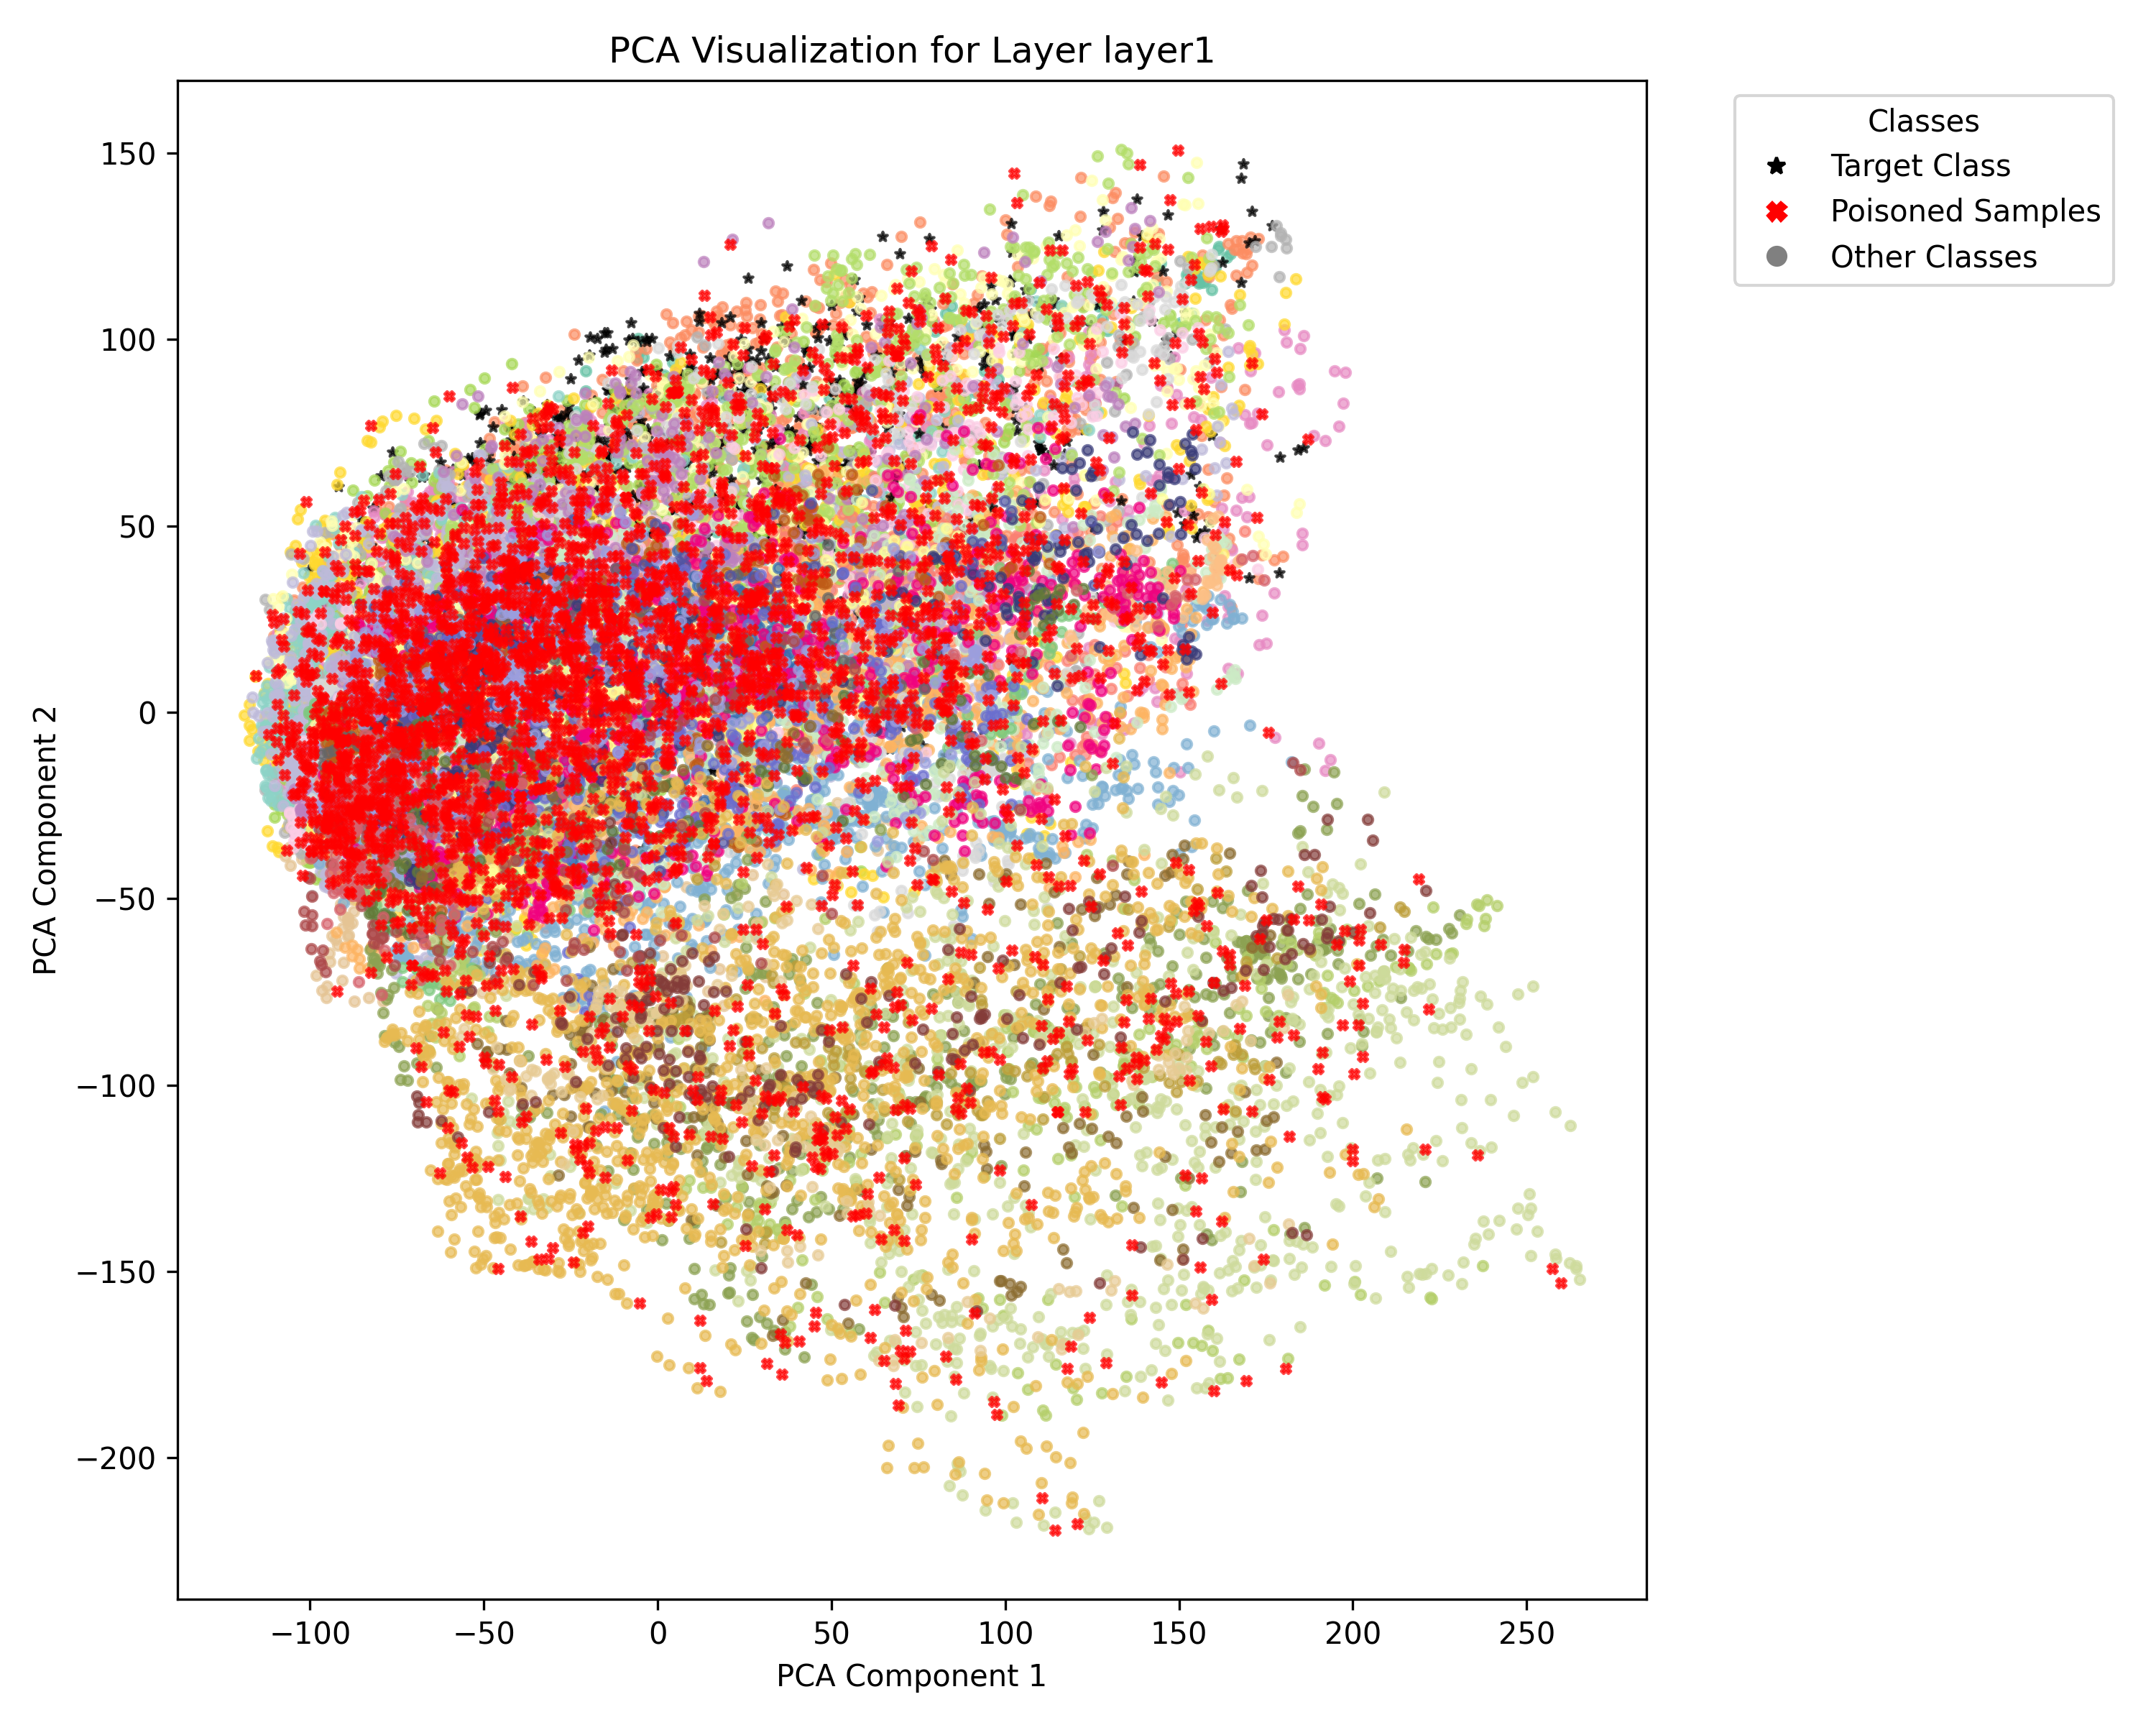 PCA Visualization for Layer layer1
Classes
Target Class
Poisoned Samples
Other Classes
150
100
50
0
−50
−100
−150
−200
PCA Component 2
−100
−50
0
50
100
150
200
250
PCA Component 1